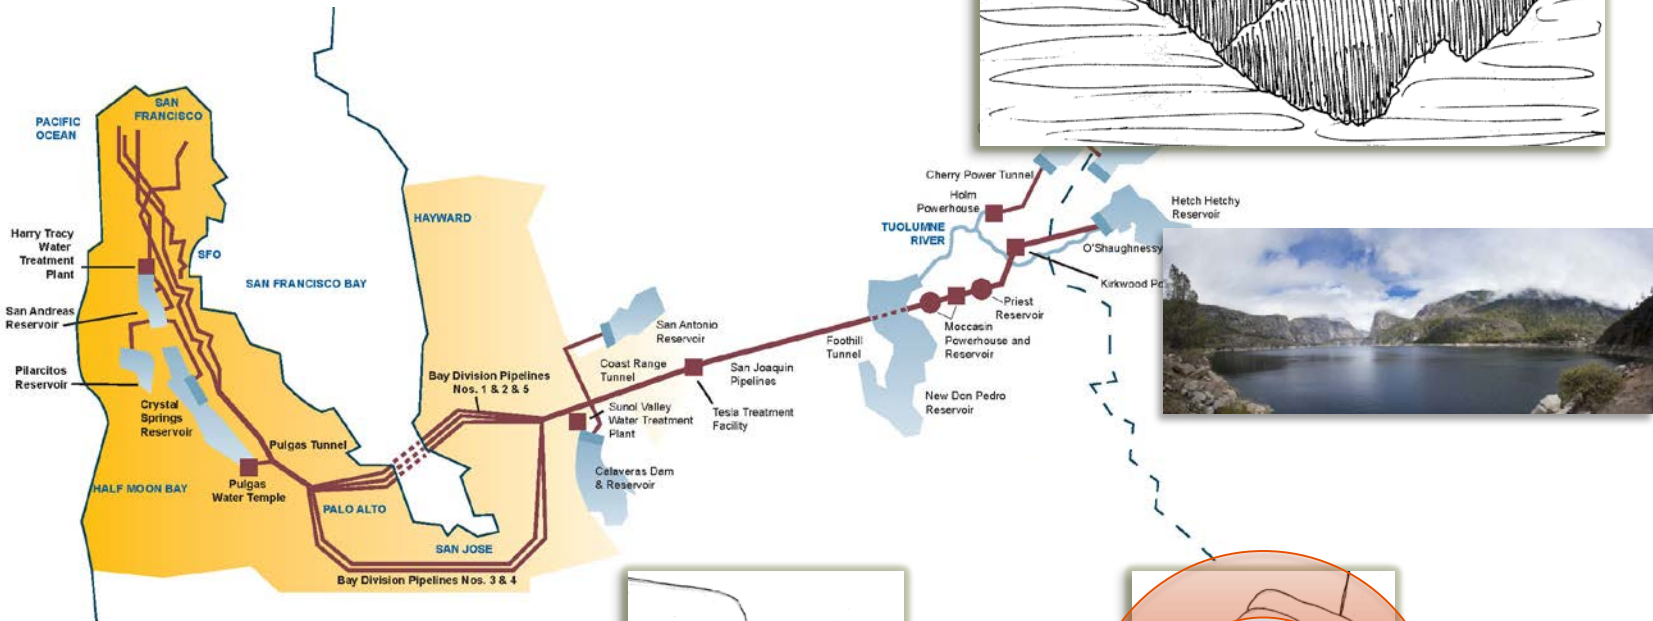 SAN
FRANCISCO
PACIFIC
OCEAN
Harry Tracy
Water
Treatment
Plant
SFO
HAYWARD
SAN FRANCISCO BAY
San Andreas
Reservoir
Pilarcitos
Reservoir
Crystal
Springs
Reservoir
Pulgas Tunnel
HALF MOON BAY
Pulgas
Water Temple
PALO ALTO
SAN JOSE
Bay Division Pipelines
Nos. 1 & 2 & 5
Bay Division Pipelines Nos. 3 & 4
San Antonio
Reservoir
Coast Range
Tunnel
Sunol Valley
Water Treatment
Plant
Calaveras Dam
& Reservoir
Tesla Treatment
Facility
San Joaquin
Pipelines
Foothill
Tunnel
New Don Pedro
Reservoir
Moccasin
Powerhouse and
Reservoir
Priest
Reservoir
TUOLUMNE
RIVER
Cherry Power Tunnel
Holm
Powerhouse
Hetch Hetchy
Reservoir
O'Shaughnessy
Kirkwood